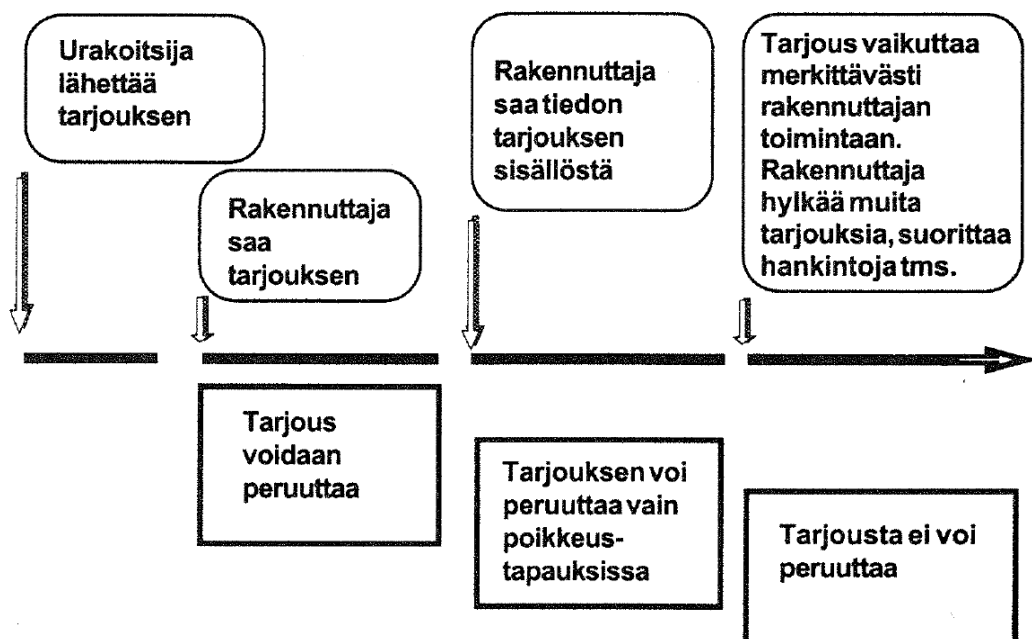 Urakoitsija
lähettää
tarjouksen
Rakennuttaja
saa
tarjouksen
Rakennuttaja
saa tiedon
tarjouksen
sisällöstä
Tarjous vaikuttaa
merkittävästi
rakennuttajan
toimintaan.
Rakennuttaja
hylkää muita
tarjouksia, suorittaa
hankintoja tms.
Tarjous
voidaan
peruuttaa
Tarjouksen voi
peruuttaa vain
poikkeus-
tapauksissa
Tarjousta ei voi
peruuttaa